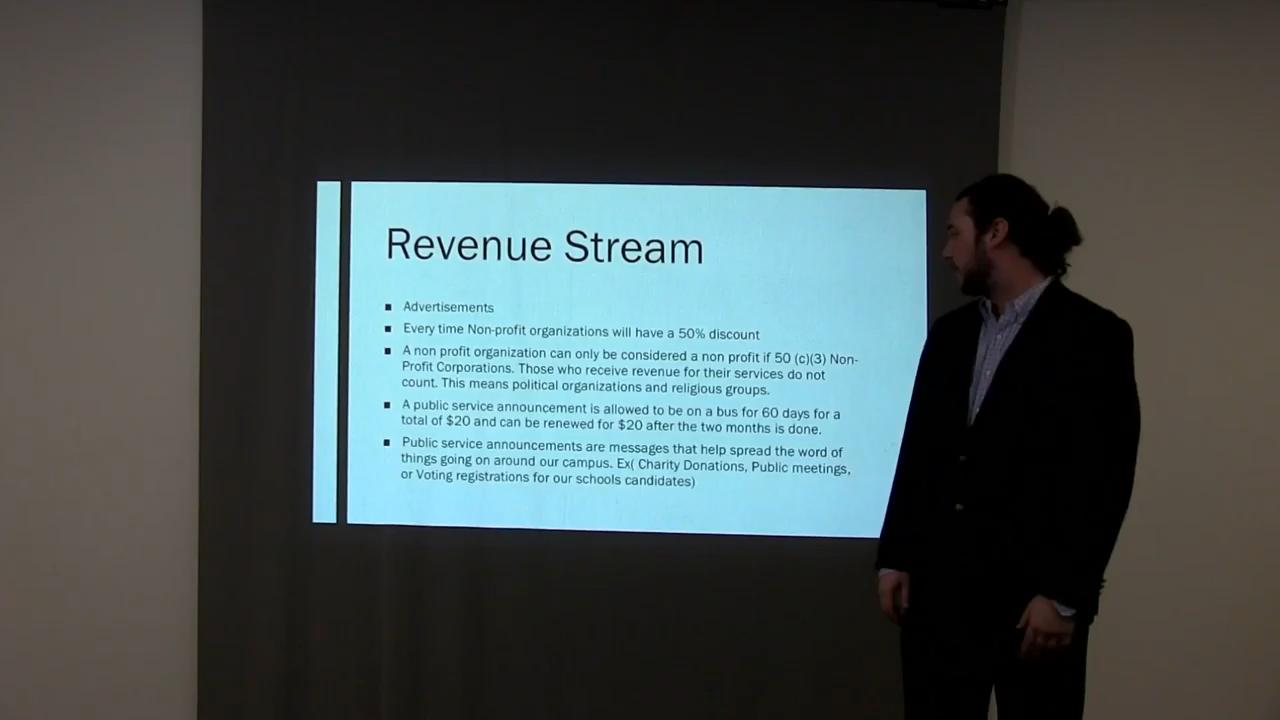 Revenue Stream
Advertisements
Every time Non-profit organizations will have a 50% discount
A non profit organization can only be considered a non profit if 50 (c)(3) Non-
Profit Corporations. Those who receive revenue for their services do not
count. This means political organizations and religious groups.
A public service announcement is allowed to be on a bus for 60 days for a
total of $20 and can be renewed for $20 after the two months is done.
Public service announcements are messages that help spread the word of
things going on around our campus. Ex( Charity Donations, Public meetings,
or Voting registrations for our schools candidates)